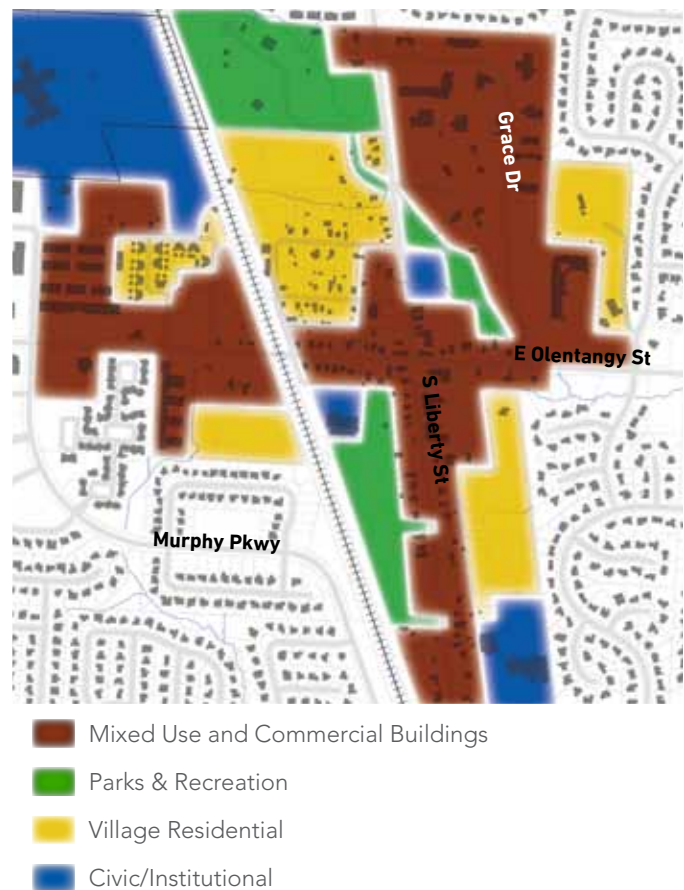 Grace Dr
E Olentangy St
S Liberty St
Murphy Pkwy
Mixed Use and Commercial Buildings
Parks & Recreation
Village Residential
Civic/Institutional